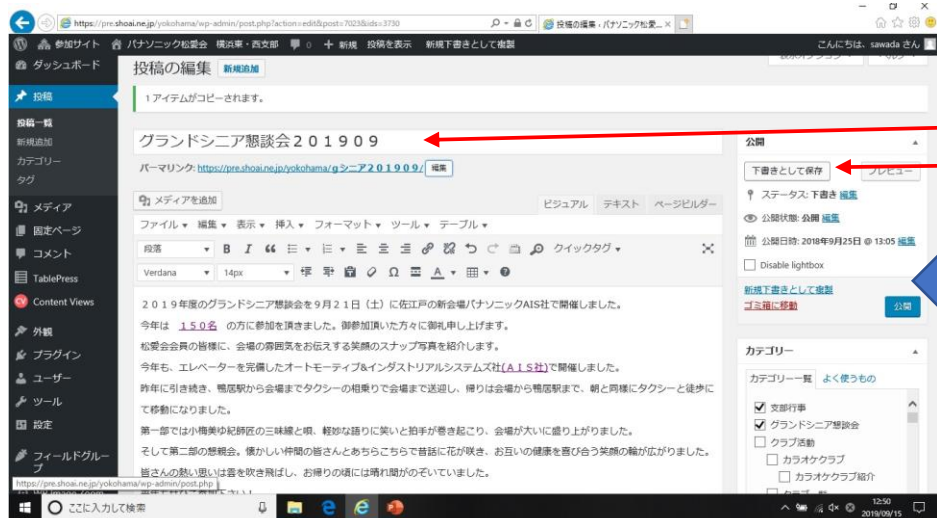 https://pre.shoai.ne.jp/yokohama/wp-admin/post.php?action=edit&post=7023&ids=3730
投稿の編集 ‹ パナソニック松愛...
参加サイト パナソニック松愛会 横浜東・西支部 0 新規 投稿を表示 新規下書きとして複製 こんにちは、sawada さん
ダッシュボード
投稿
投稿一覧
新規追加
カテゴリー
タグ
メディア
固定ページ
コメント
TablePress
Content Views
外観
プラグイン
ユーザー
ツール
設定
フィールドグループ
https://pre.shoai.ne.jp/yokohama/wp-admin/post.php
投稿の編集 新規追加
1 アイテムがコピーされます。
グランドシニア懇談会201909
パーマリンク: https://pre.shoai.ne.jp/yokohama/gシニア201909/ 編集
メディアを追加
ビジュアル テキスト ページビルダー
ファイル 編集 表示 挿入 フォーマット ツール テーブル
段落 クイックタグ
Verdana 14px
2019年度のグランドシニア懇談会を9月21日(土)に佐江戸の新会場パナソニックAIS社で開催しました。
今年は 150名 の方に参加を頂きました。御参加頂いた方々に御礼申し上げます。
松愛会会員の皆様に、会場の雰囲気をお伝えする笑顔のスナップ写真を紹介します。
今年も、エレベーターを完備したオートモーティブ&インダストリアルシステムズ社(AIS社)で開催しました。
昨年に引き続き、鴨居駅から会場までタクシーの相乗りで会場まで送迎し、帰りは会場から鴨居駅まで、朝と同様にタクシーと徒歩に
て移動になりました。
第一部では小梅美ゆ紀師匠の三味線と唄、軽妙な語りに笑いと拍手が巻き起こり、会場が大いに盛り上がりました。
そして第二部の懇親会。懐かしい仲間の皆さんとあちらこちらで昔話に花が咲き、お互いの健康を喜び合う笑顔の輪が広がりました。
皆さんの熱い思いは雲を吹き飛ばし、お帰りの頃には晴れ間がのぞいていました。
公開
下書きとして保存 プレビュー
ステータス: 下書き 編集
公開状態: 公開 編集
公開日時: 2018年9月25日 @ 13:05 編集
Disable lightbox
新規下書きとして複製
ゴミ箱に移動 公開
カテゴリー
カテゴリー一覧 よく使うもの
支部行事
グランドシニア懇談会
クラブ活動
カラオケクラブ
カラオケクラブ紹介
ここに入力して検索
12:50
2019/09/15